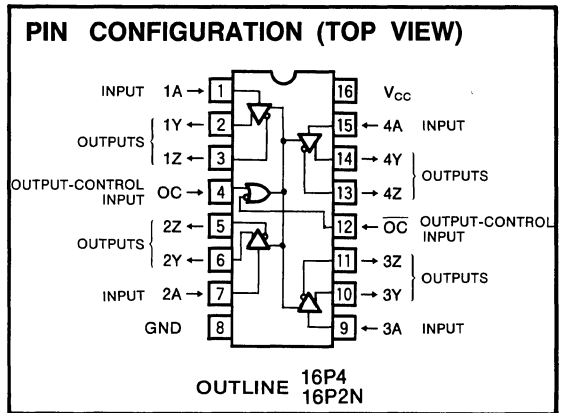 PIN CONFIGURATION (TOP VIEW)
INPUT 1A → 1
OUTPUTS
1Y ← 2
1Z ← 3
OUTPUT-CONTROL
INPUT
OC → 4
OUTPUTS
2Z ← 5
2Y ← 6
INPUT 2A → 7
GND 8
16 VCC
15 ← 4A INPUT
14 → 4Y
13 → 4Z
OUTPUTS
12 ← O̅C̅ OUTPUT-CONTROL
INPUT
11 → 3Z
10 → 3Y
OUTPUTS
9 ← 3A INPUT
OUTLINE 16P4
16P2N